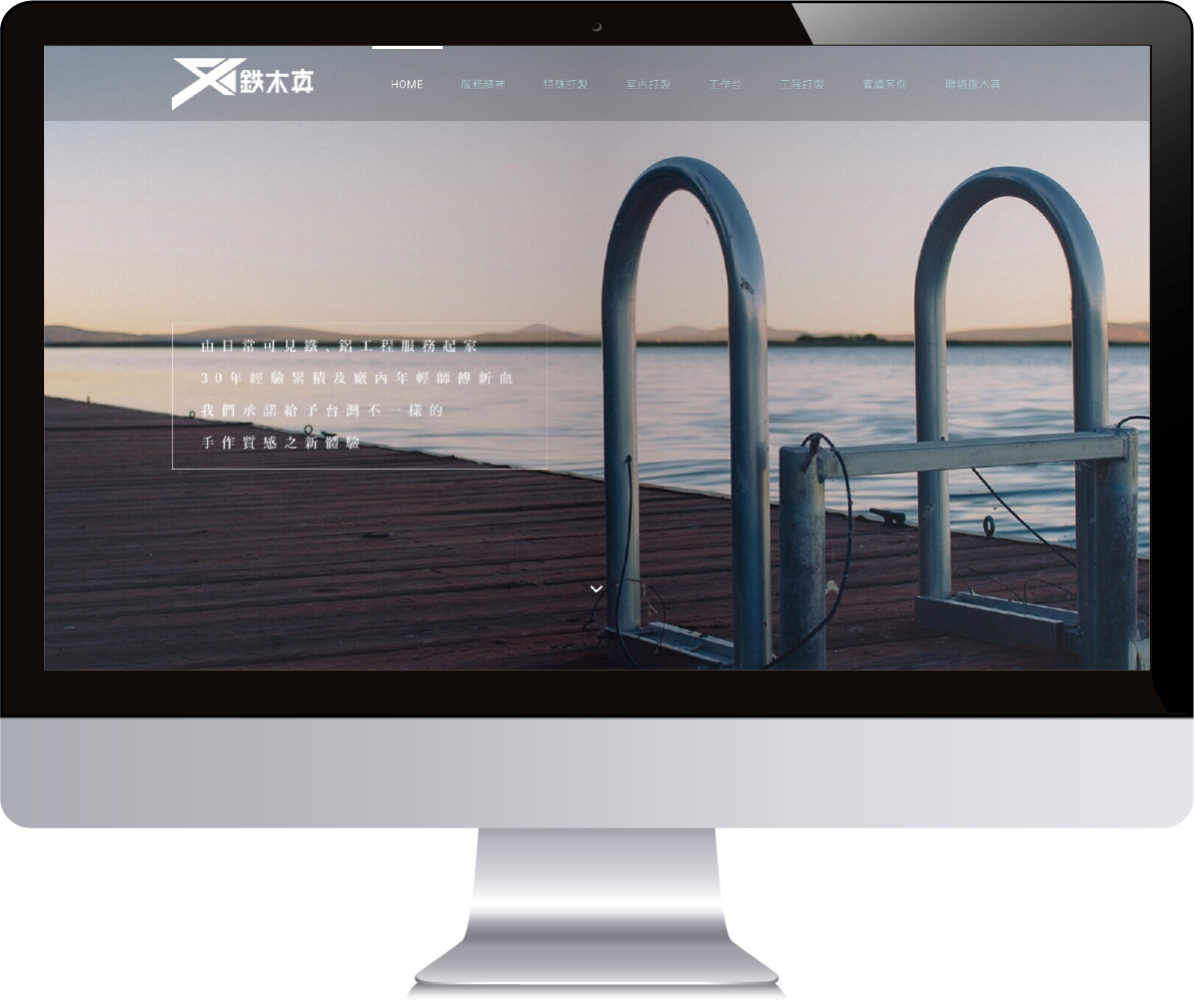 鉄木真
HOME 服務精神 特殊訂製 室內訂製 工作台 工程訂製 實績案例 聯絡鐵木真
由日常可見鐵、鋁工程服務起家
30年經驗累積及廠內年輕師傅新血
我們承諾給予台灣不一樣的
手作質感之新體驗